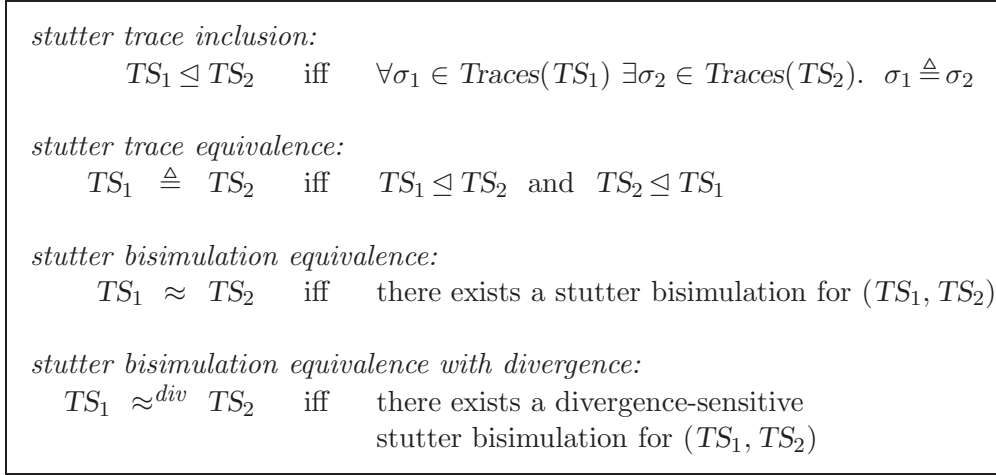 stutter trace inclusion:
TS₁ ⊴ TS₂ iff ∀σ₁ ∈ Traces(TS₁) ∃σ₂ ∈ Traces(TS₂). σ₁ ≜ σ₂
stutter trace equivalence:
TS₁ ≜ TS₂ iff TS₁ ⊴ TS₂ and TS₂ ⊴ TS₁
stutter bisimulation equivalence:
TS₁ ≈ TS₂ iff there exists a stutter bisimulation for (TS₁, TS₂)
stutter bisimulation equivalence with divergence:
TS₁ ≈ᵈⁱᵛ TS₂ iff there exists a divergence-sensitive
stutter bisimulation for (TS₁, TS₂)